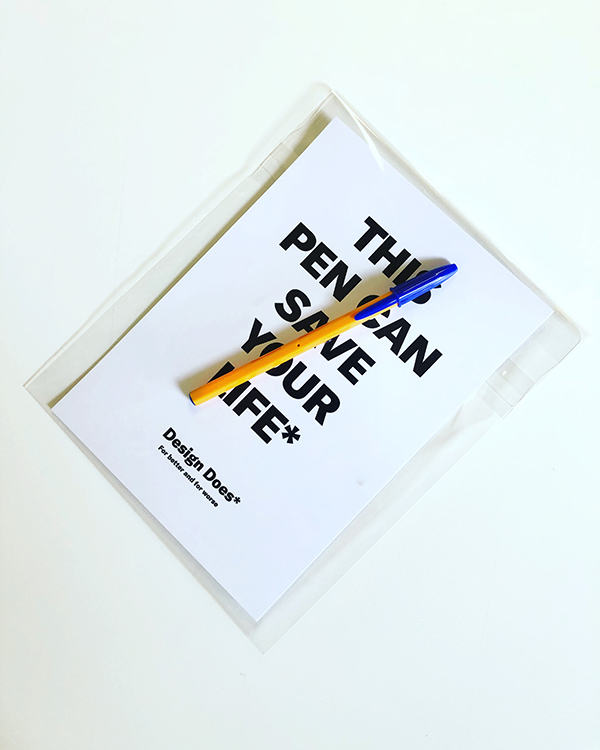 THIS
PEN CAN
SAVE
YOUR
LIFE*
Design Does*
For better and for worse